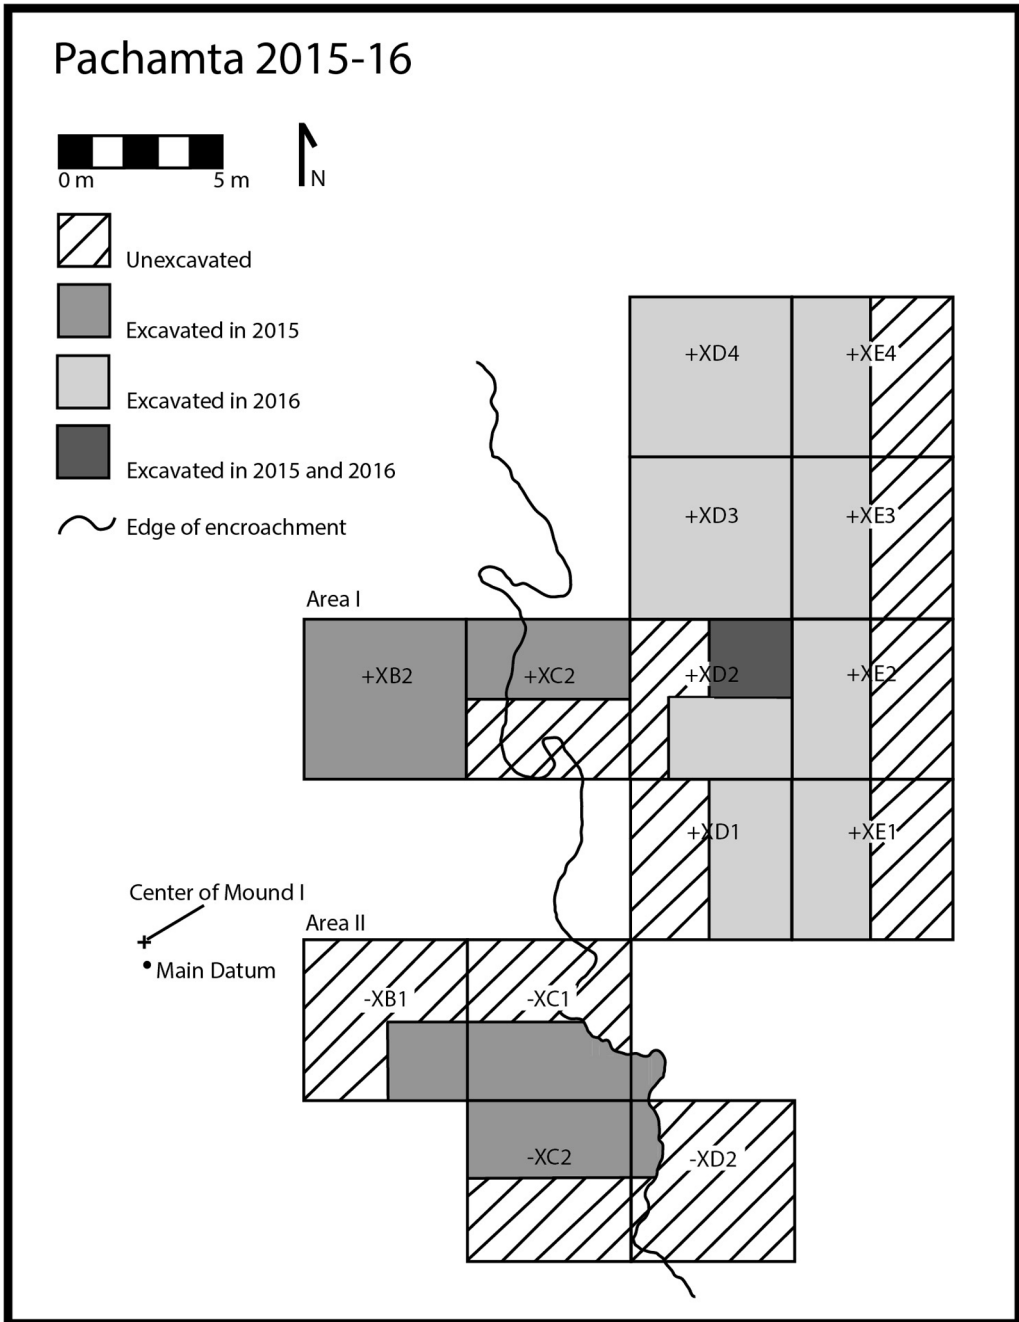 Pachamta 2015-16
0 m 5 m
N
Unexcavated
Excavated in 2015
Excavated in 2016
Excavated in 2015 and 2016
Edge of encroachment
+XD4 +XE4
+XD3 +XE3
Area I
+XB2 +XC2 +XD2 +XE2
+XD1 +XE1
Center of Mound I
Area II
Main Datum
-XB1 -XC1
-XC2 -XD2